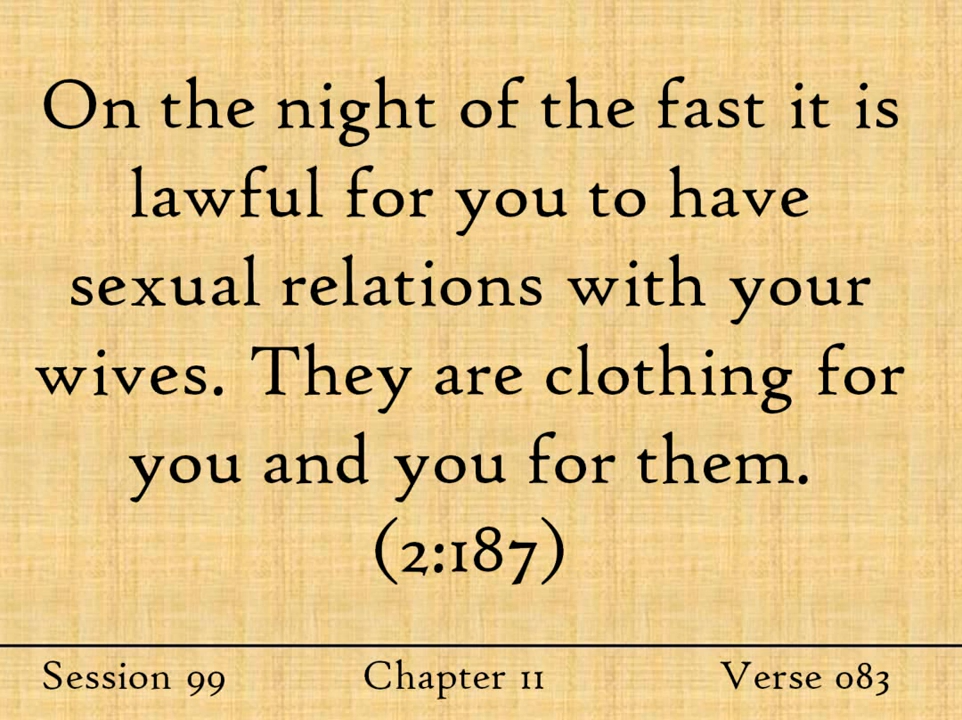 On the night of the fast it is
lawful for you to have
sexual relations with your
wives. They are clothing for
you and you for them.
(2:187)
Session 99 Chapter 11 Verse 083